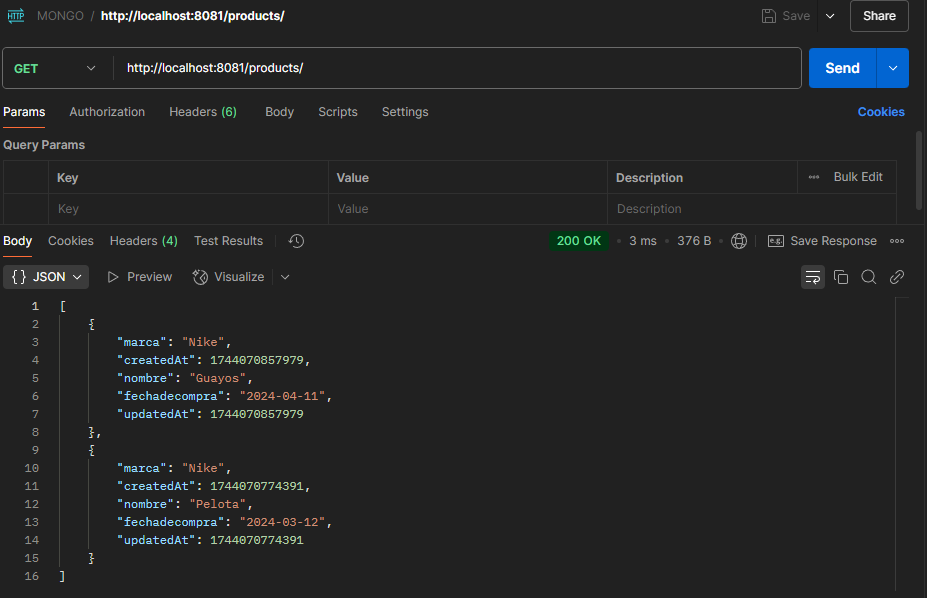 HTTP MONGO / http://localhost:8081/products/ Save Share
GET http://localhost:8081/products/ Send
Params Authorization Headers (6) Body Scripts Settings Cookies
Query Params
Key Value Description Bulk Edit
Key Value Description
Body Cookies Headers (4) Test Results 200 OK • 3 ms • 376 B • e.g. Save Response
{} JSON Preview Visualize
1 [
2 {
3 "marca": "Nike",
4 "createdAt": 1744070857979,
5 "nombre": "Guayos",
6 "fechadecompra": "2024-04-11",
7 "updatedAt": 1744070857979
8 },
9 {
10 "marca": "Nike",
11 "createdAt": 1744070774391,
12 "nombre": "Pelota",
13 "fechadecompra": "2024-03-12",
14 "updatedAt": 1744070774391
15 }
16 ]